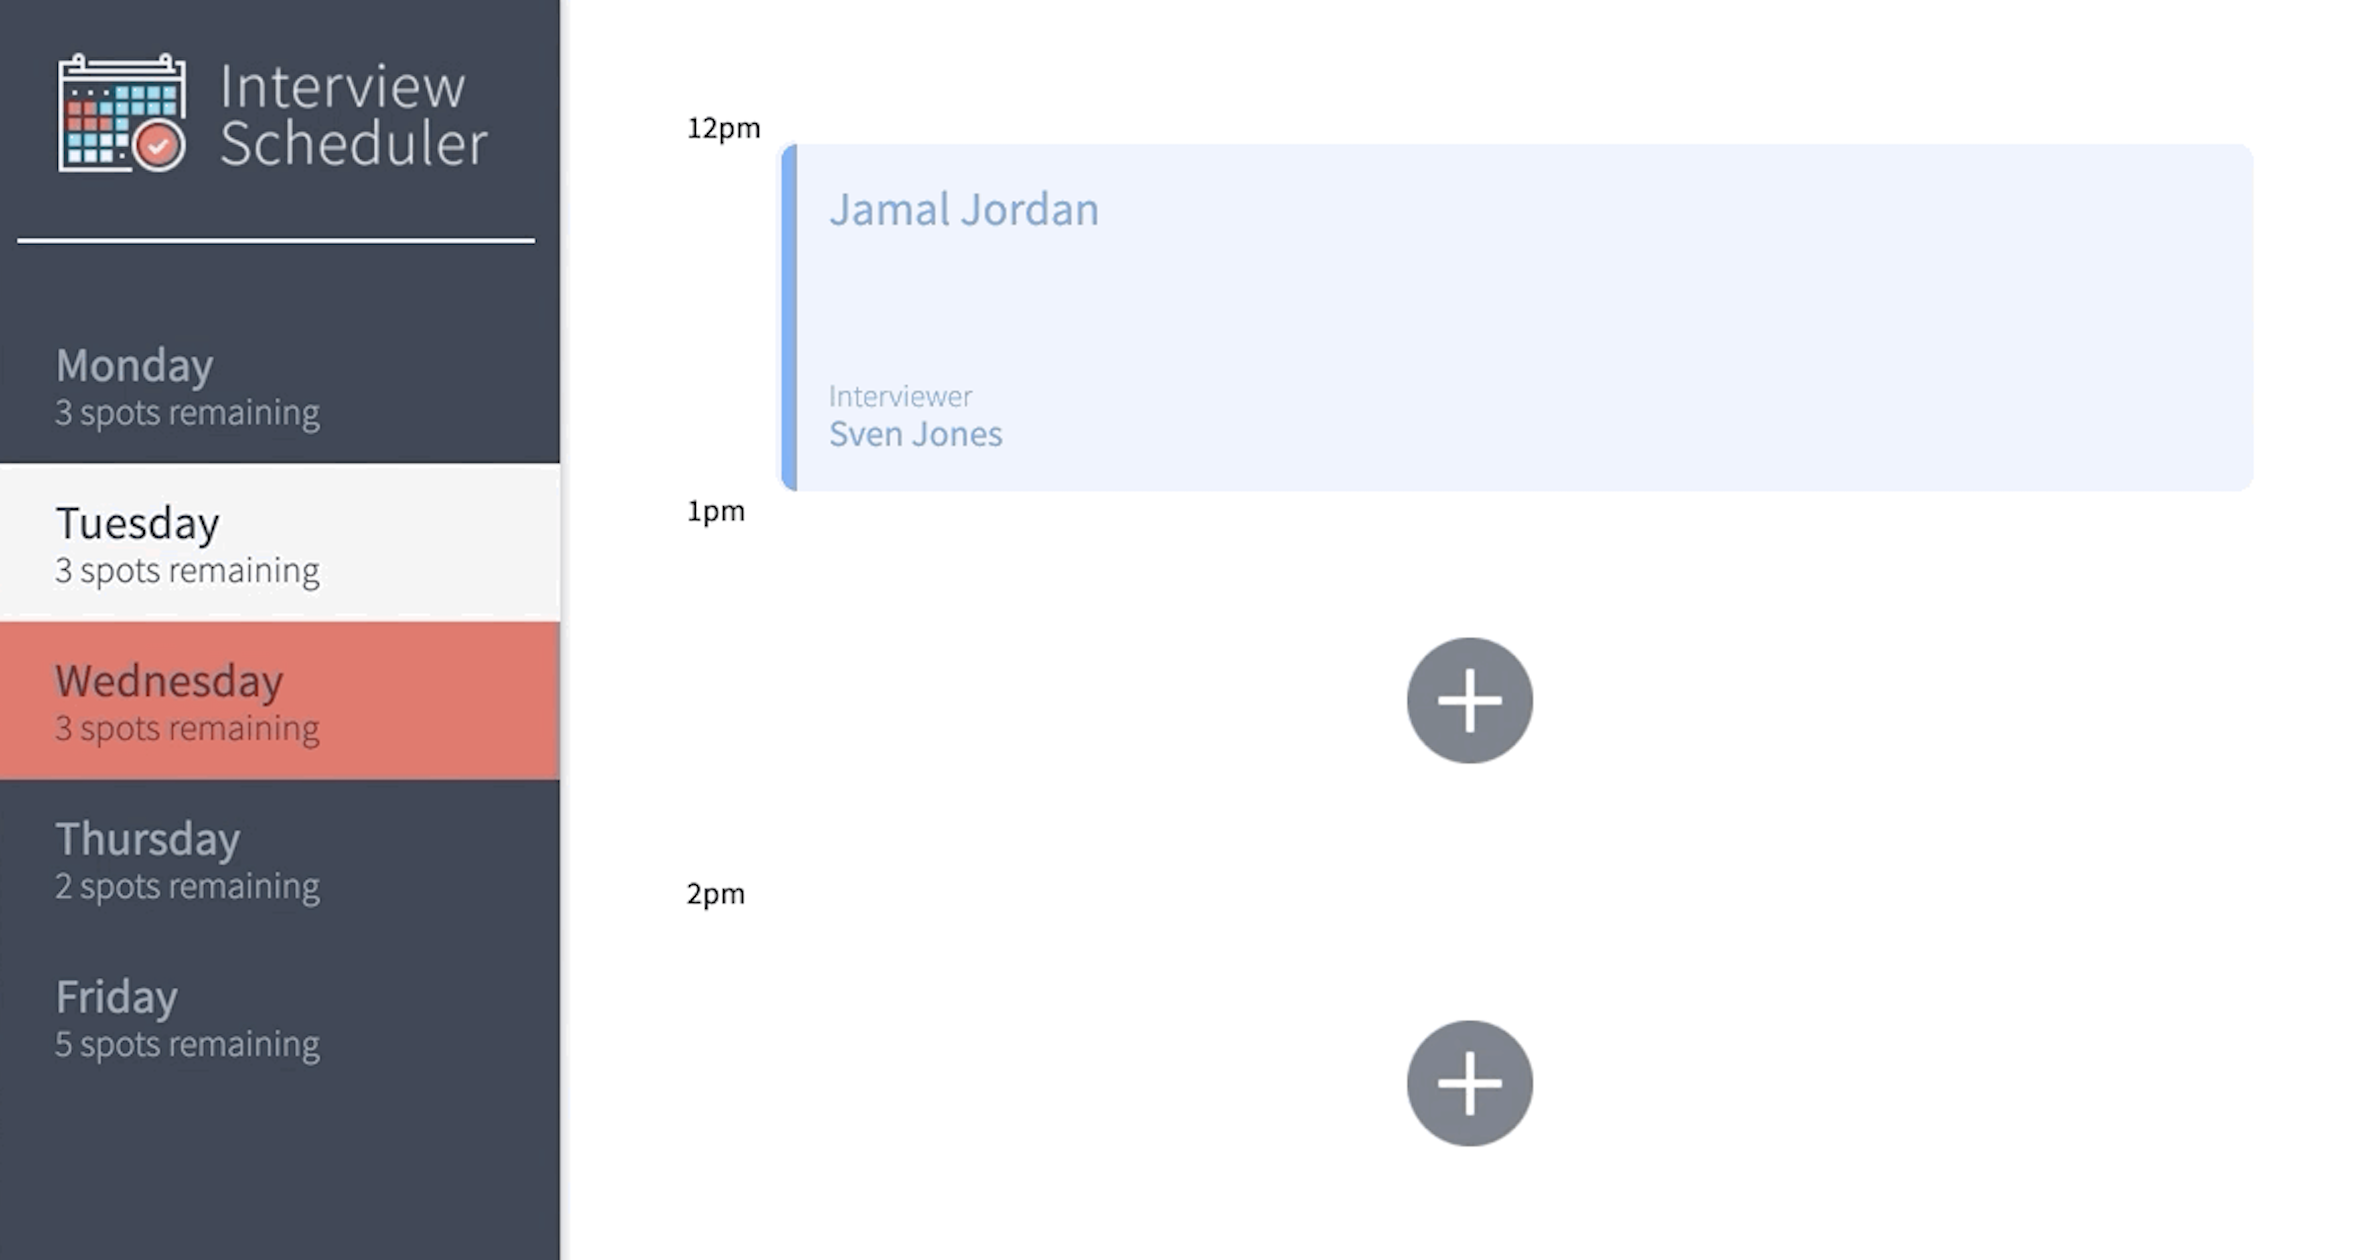 Interview
Scheduler
Monday
3 spots remaining
Tuesday
3 spots remaining
Wednesday
3 spots remaining
Thursday
2 spots remaining
Friday
5 spots remaining
12pm
Jamal Jordan
Interviewer
Sven Jones
1pm
2pm